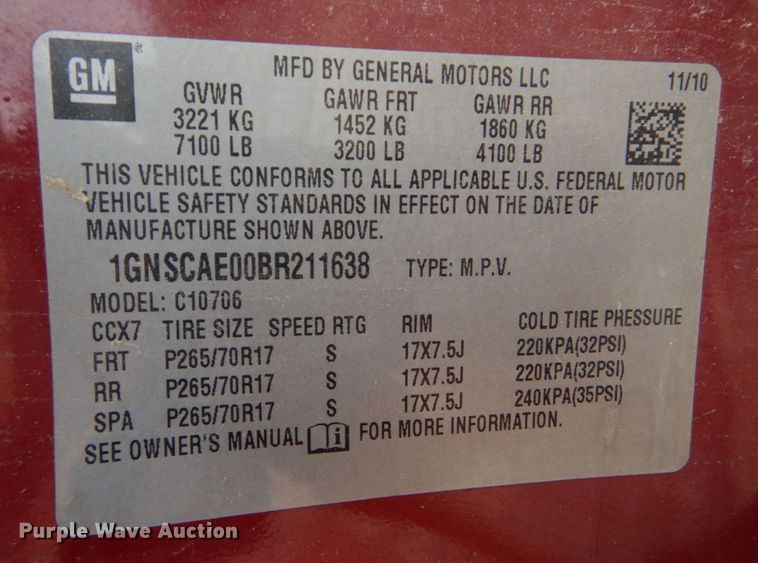 GM ®
MFD BY GENERAL MOTORS LLC 11/10
GVWR GAWR FRT GAWR RR
3221 KG 1452 KG 1860 KG
7100 LB 3200 LB 4100 LB
THIS VEHICLE CONFORMS TO ALL APPLICABLE U.S. FEDERAL MOTOR
VEHICLE SAFETY STANDARDS IN EFFECT ON THE DATE OF
MANUFACTURE SHOWN ABOVE.
1GNSCAE00BR211638 TYPE: M.P.V.
MODEL: C10706
CCX7 TIRE SIZE SPEED RTG RIM COLD TIRE PRESSURE
FRT P265/70R17 S 17X7.5J 220KPA(32PSI)
RR P265/70R17 S 17X7.5J 220KPA(32PSI)
SPA P265/70R17 S 17X7.5J 240KPA(35PSI)
SEE OWNER'S MANUAL i FOR MORE INFORMATION.
Purple Wave Auction